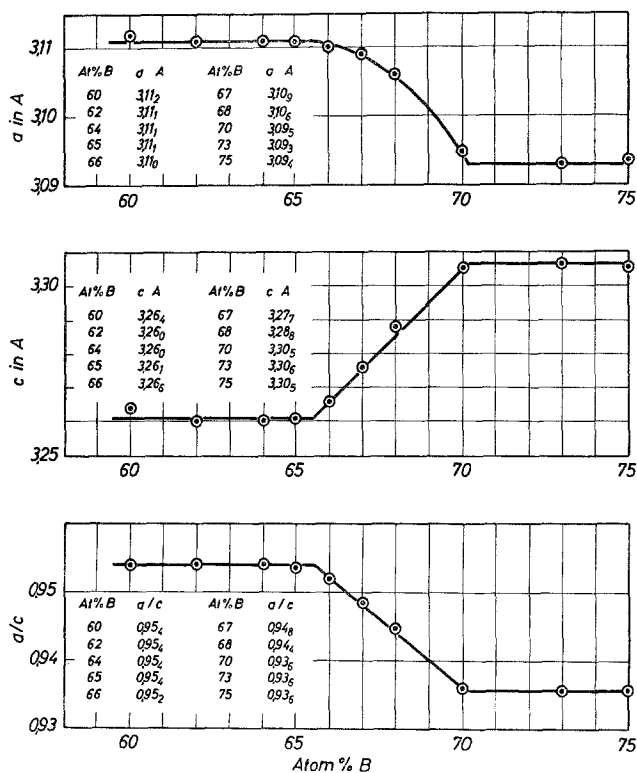 a in A
3,11
3,10
3,09
At%B a A At%B a A
60 3,11₂ 67 3,10₉
62 3,11₁ 68 3,10₆
64 3,11₁ 70 3,09₅
65 3,11₁ 73 3,09₃
66 3,11₀ 75 3,09₄
60 65 70 75
c in A
3,30
3,25
At%B c A At%B c A
60 3,26₄ 67 3,27₇
62 3,26₀ 68 3,28₈
64 3,26₀ 70 3,30₅
65 3,26₁ 73 3,30₆
66 3,26₆ 75 3,30₅
60 65 70 75
a/c
0,95
0,94
0,93
At%B a/c At%B a/c
60 0,95₄ 67 0,94₈
62 0,95₄ 68 0,94₄
64 0,95₄ 70 0,93₆
65 0,95₄ 73 0,93₆
66 0,95₂ 75 0,93₆
60 65 70 75
Atom % B